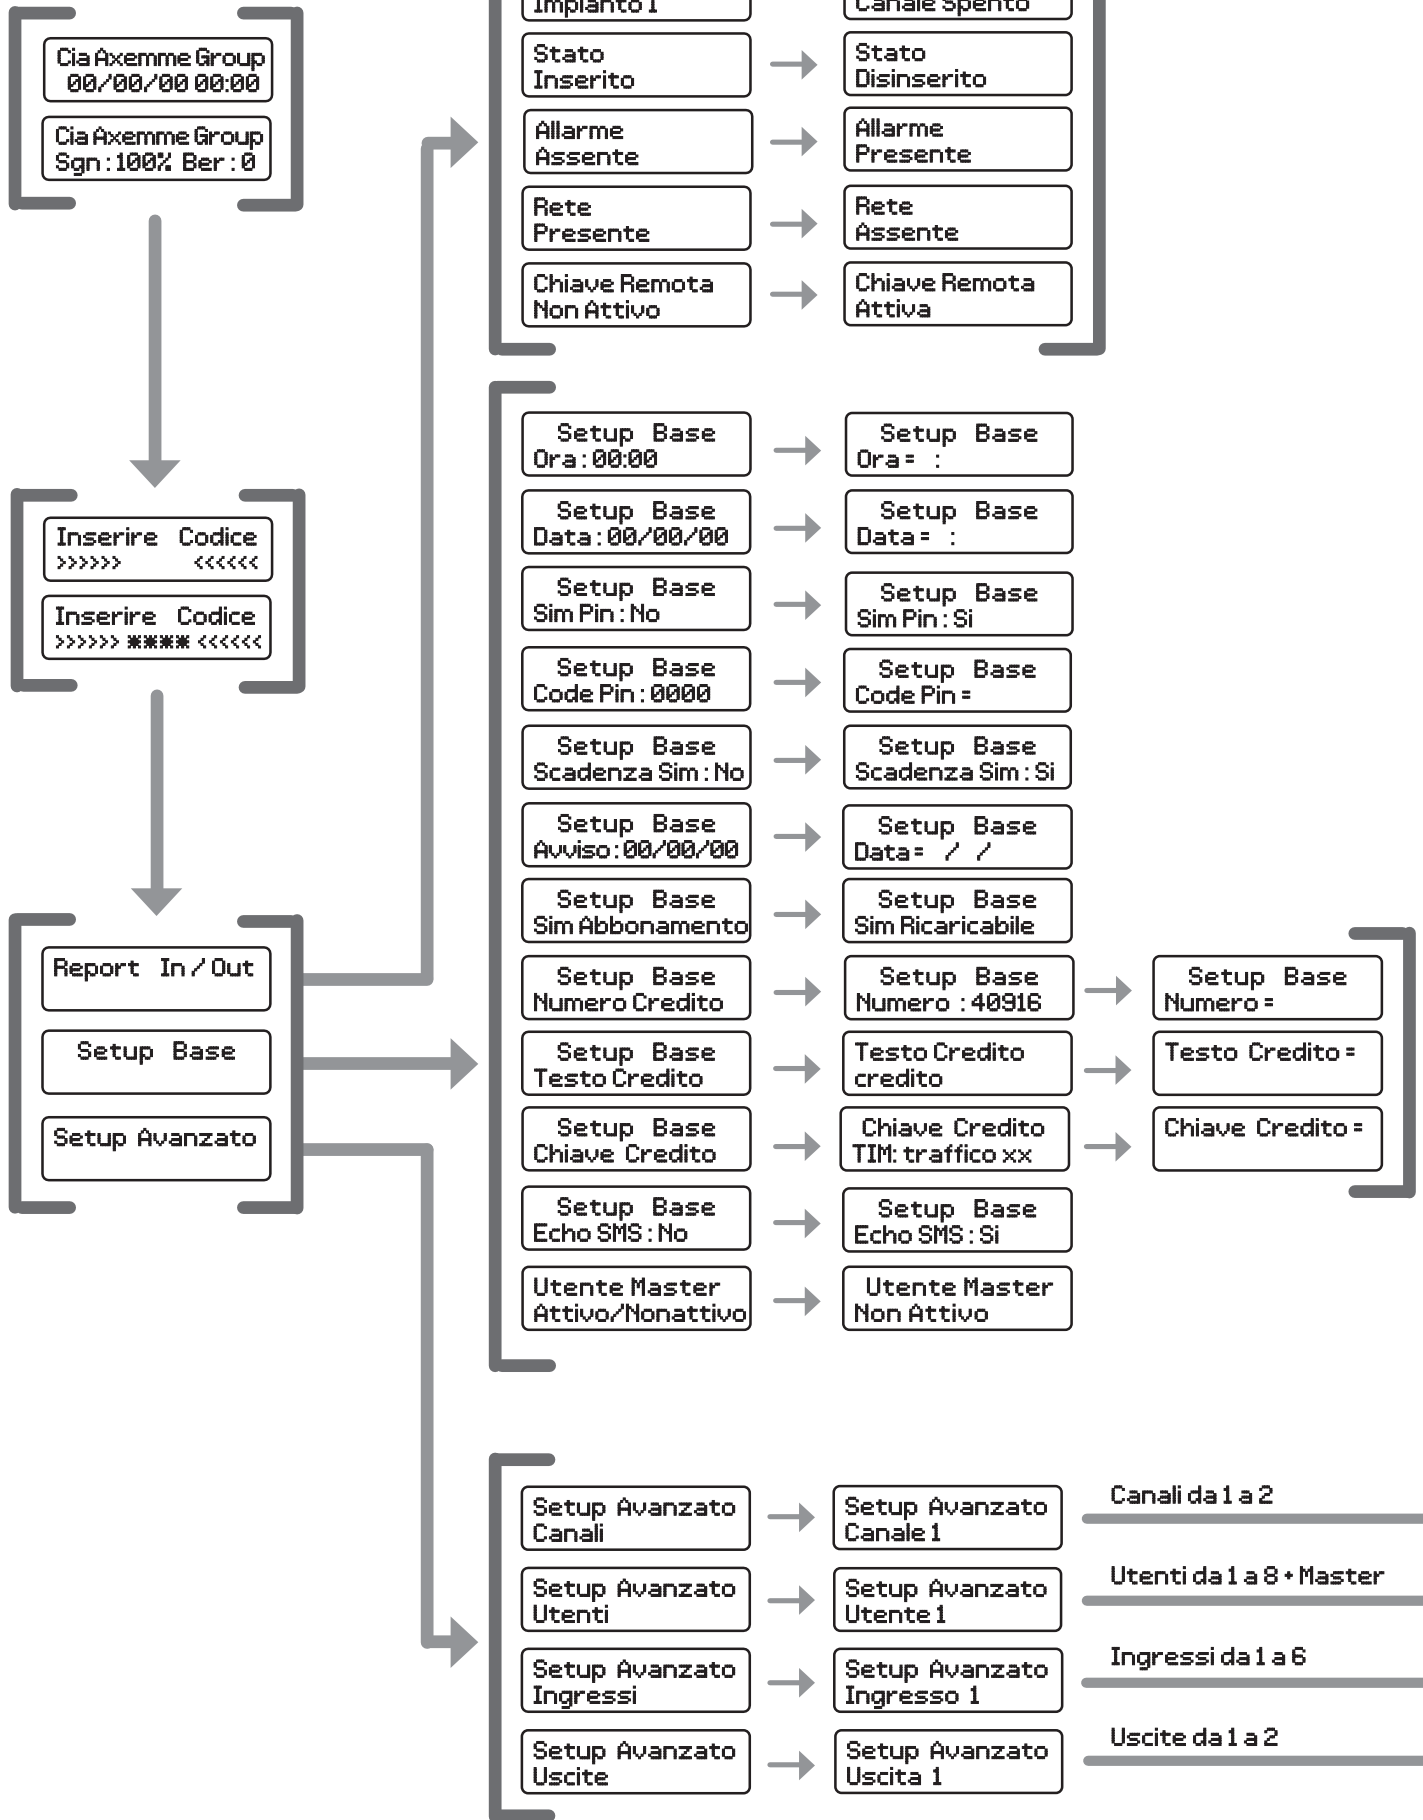 Cia Axemme Group
00/00/00 00:00
Cia Axemme Group
Sgn:100% Ber:0
Inserire Codice
>>>>>> <<<<<<
Inserire Codice
>>>>>> **** <<<<<<
Report In/Out
Setup Base
Setup Avanzato
Impianto 1
Canale Spento
Stato
Inserito
Stato
Disinserito
Allarme
Assente
Allarme
Presente
Rete
Presente
Rete
Assente
Chiave Remota
Non Attivo
Chiave Remota
Attiva
Setup Base
Ora:00:00
Setup Base
Ora= :
Setup Base
Data:00/00/00
Setup Base
Data= :
Setup Base
Sim Pin:No
Setup Base
Sim Pin:Si
Setup Base
Code Pin:0000
Setup Base
Code Pin=
Setup Base
Scadenza Sim:No
Setup Base
Scadenza Sim:Si
Setup Base
Avviso:00/00/00
Setup Base
Data= / /
Setup Base
Sim Abbonamento
Setup Base
Sim Ricaricabile
Setup Base
Numero Credito
Setup Base
Numero :40916
Setup Base
Numero=
Setup Base
Testo Credito
Testo Credito
credito
Testo Credito=
Setup Base
Chiave Credito
Chiave Credito
TIM: traffico xx
Chiave Credito=
Setup Base
Echo SMS:No
Setup Base
Echo SMS:Si
Utente Master
Attivo/Nonattivo
Utente Master
Non Attivo
Setup Avanzato
Canali
Setup Avanzato
Canale 1
Canali da 1 a 2
Setup Avanzato
Utenti
Setup Avanzato
Utente 1
Utenti da 1 a 8 + Master
Setup Avanzato
Ingressi
Setup Avanzato
Ingresso 1
Ingressi da 1 a 6
Setup Avanzato
Uscite
Setup Avanzato
Uscita 1
Uscite da 1 a 2